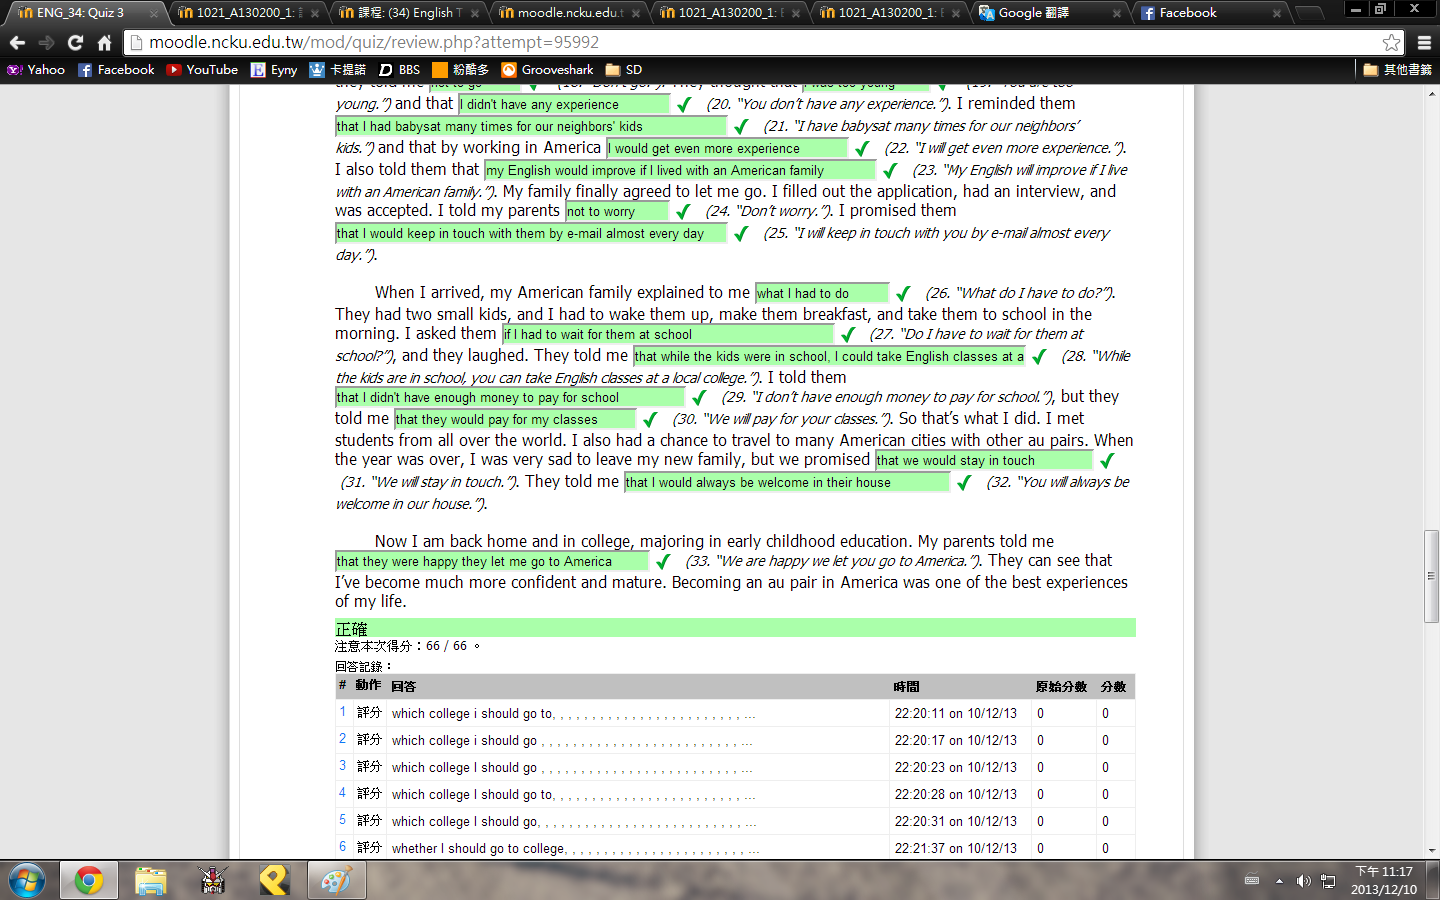 ENG_34: Quiz 3
1021_A130200_1:
課程: (34) English T
moodle.ncku.edu.t
1021_A130200_1: E
1021_A130200_1: E
Google 翻譯
Facebook
moodle.ncku.edu.tw/mod/quiz/review.php?attempt=95992
Yahoo Facebook YouTube Eyny 卡提諾 BBS 粉酷多 Grooveshark SD 其他書籤
they told me not to go (18. "Don't go."). They thought that I was too young (19. "You are too
young.") and that I didn't have any experience (20. "You don't have any experience."). I reminded them
that I had babysat many times for our neighbors' kids (21. "I have babysat many times for our neighbors'
kids.") and that by working in America I would get even more experience (22. "I will get even more experience.").
I also told them that my English would improve if I lived with an American family (23. "My English will improve if I live
with an American family."). My family finally agreed to let me go. I filled out the application, had an interview, and
was accepted. I told my parents not to worry (24. "Don't worry."). I promised them
that I would keep in touch with them by e-mail almost every day (25. "I will keep in touch with you by e-mail almost every
day.").
When I arrived, my American family explained to me what I had to do (26. "What do I have to do?").
They had two small kids, and I had to wake them up, make them breakfast, and take them to school in the
morning. I asked them if I had to wait for them at school (27. "Do I have to wait for them at
school?"), and they laughed. They told me that while the kids were in school, I could take English classes at a (28. "While
the kids are in school, you can take English classes at a local college."). I told them
that I didn't have enough money to pay for school (29. "I don't have enough money to pay for school."), but they
told me that they would pay for my classes (30. "We will pay for your classes."). So that's what I did. I met
students from all over the world. I also had a chance to travel to many American cities with other au pairs. When
the year was over, I was very sad to leave my new family, but we promised that we would stay in touch
(31. "We will stay in touch."). They told me that I would always be welcome in their house (32. "You will always be
welcome in our house.").
Now I am back home and in college, majoring in early childhood education. My parents told me
that they were happy they let me go to America (33. "We are happy we let you go to America."). They can see that
I've become much more confident and mature. Becoming an au pair in America was one of the best experiences
of my life.
正確
注意本次得分：66 / 66 。
回答記錄：
# 動作 回答 時間 原始分數 分數
1 評分 which college i should go to, , , , , , , , , , , , , , , , , , , , , , , , ... 22:20:11 on 10/12/13 0 0
2 評分 which college i should go , , , , , , , , , , , , , , , , , , , , , , , , , , ... 22:20:17 on 10/12/13 0 0
3 評分 which college I should go , , , , , , , , , , , , , , , , , , , , , , , , , , ... 22:20:23 on 10/12/13 0 0
4 評分 which college I should go to, , , , , , , , , , , , , , , , , , , , , , , , ... 22:20:28 on 10/12/13 0 0
5 評分 which college I should go, , , , , , , , , , , , , , , , , , , , , , , , , , ... 22:20:31 on 10/12/13 0 0
6 評分 whether I should go to college, , , , , , , , , , , , , , , , , , , , , , , ... 22:21:37 on 10/12/13 0 0
下午 11:17
2013/12/10